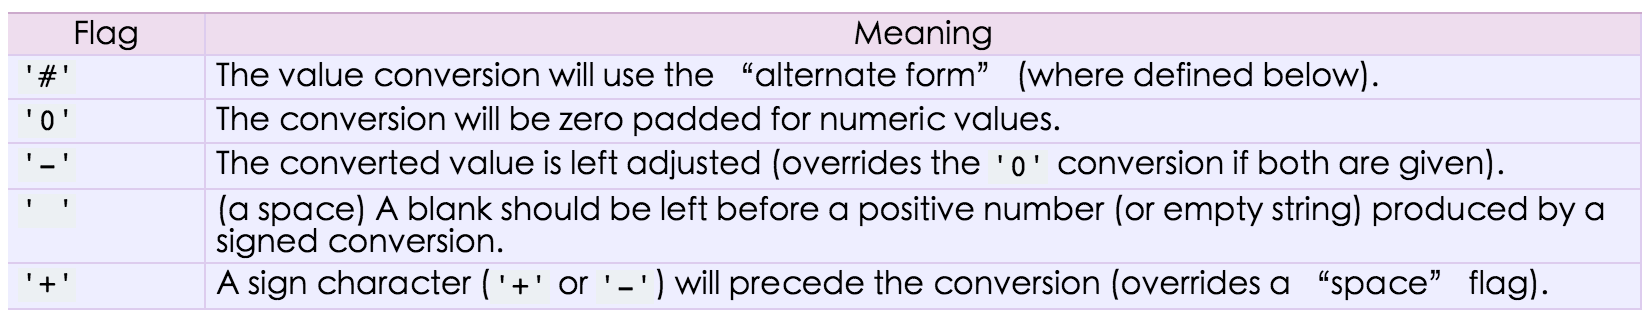 Flag Meaning
'#' The value conversion will use the “alternate form” (where defined below).
'0' The conversion will be zero padded for numeric values.
'-' The converted value is left adjusted (overrides the '0' conversion if both are given).
' ' (a space) A blank should be left before a positive number (or empty string) produced by a
signed conversion.
'+' A sign character ('+' or '-') will precede the conversion (overrides a “space” flag).